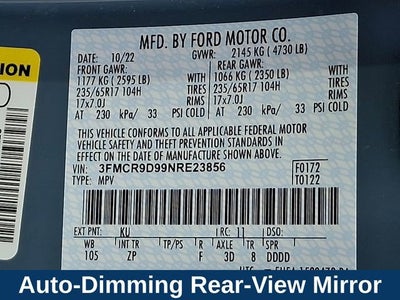 MFD. BY FORD MOTOR CO.
DATE: 10/22 GVWR: 2145 KG ( 4730 LB)
FRONT GAWR: REAR GAWR:
1177 KG ( 2595 LB) 1066 KG ( 2350 LB)
235/65R17 104H 235/65R17 104H
17x7.0J TIRES RIMS 17x7.0J
AT 230 kPa/ 33 PSI COLD AT 230 kPa/ 33 PSI COLD
THIS VEHICLE CONFORMS TO ALL APPLICABLE FEDERAL MOTOR
VEHICLE SAFETY AND THEFT PREVENTION STANDARDS IN EFFECT
ON THE DATE OF MANUFACTURE SHOWN ABOVE.
VIN: 3FMCR9D99NRE23856 F0172
TYPE: MPV T0122
EXT PNT: KU RC: 11 DSO:
WB INT TR TP/PS R AXLE TR SPR
105 ZP F 3D 8 DDDD
Auto-Dimming Rear-View Mirror